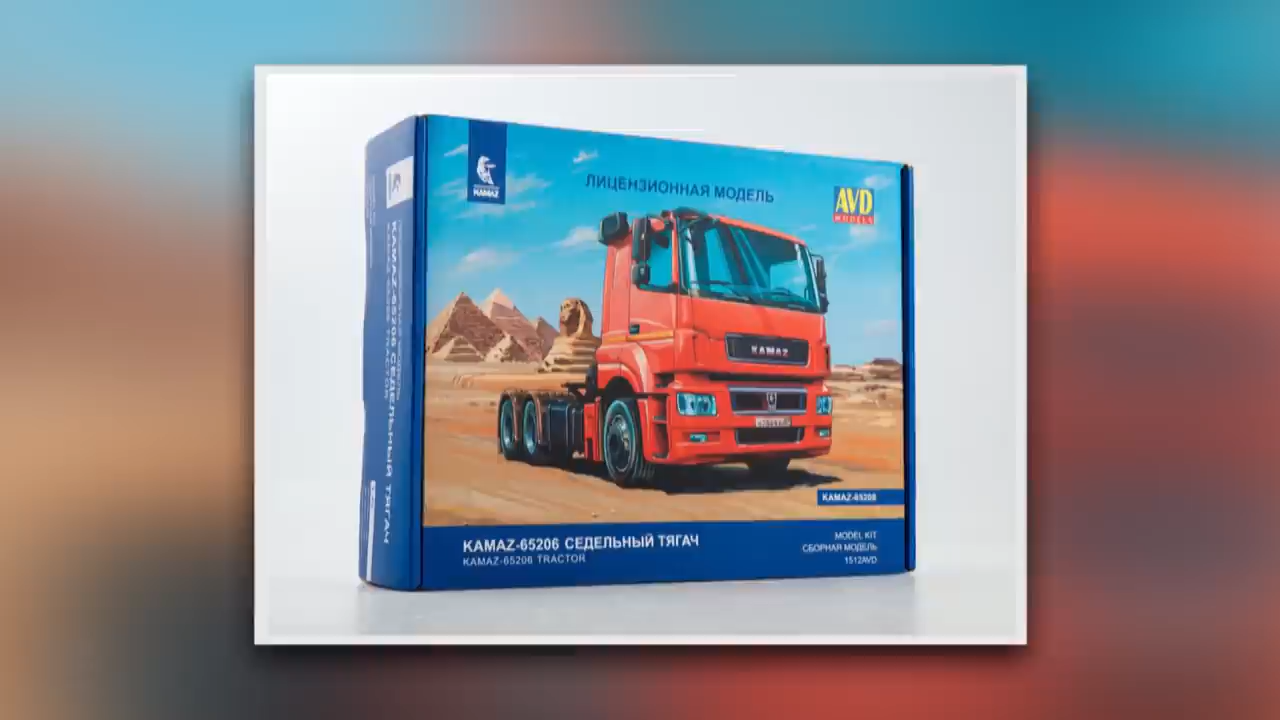 KAMAZ
ЛИЦЕНЗИОННАЯ МОДЕЛЬ
AVD
MODELS
KAMAZ
KAMAZ-65206
KAMAZ-65206 СЕДЕЛЬНЫЙ ТЯГАЧ
KAMAZ-65206 TRACTOR
MODEL KIT
СБОРНАЯ МОДЕЛЬ
1512AVD
KAMAZ-65206 СЕДЕЛЬНЫЙ ТЯГАЧ
KAMAZ-65206 TRACTOR